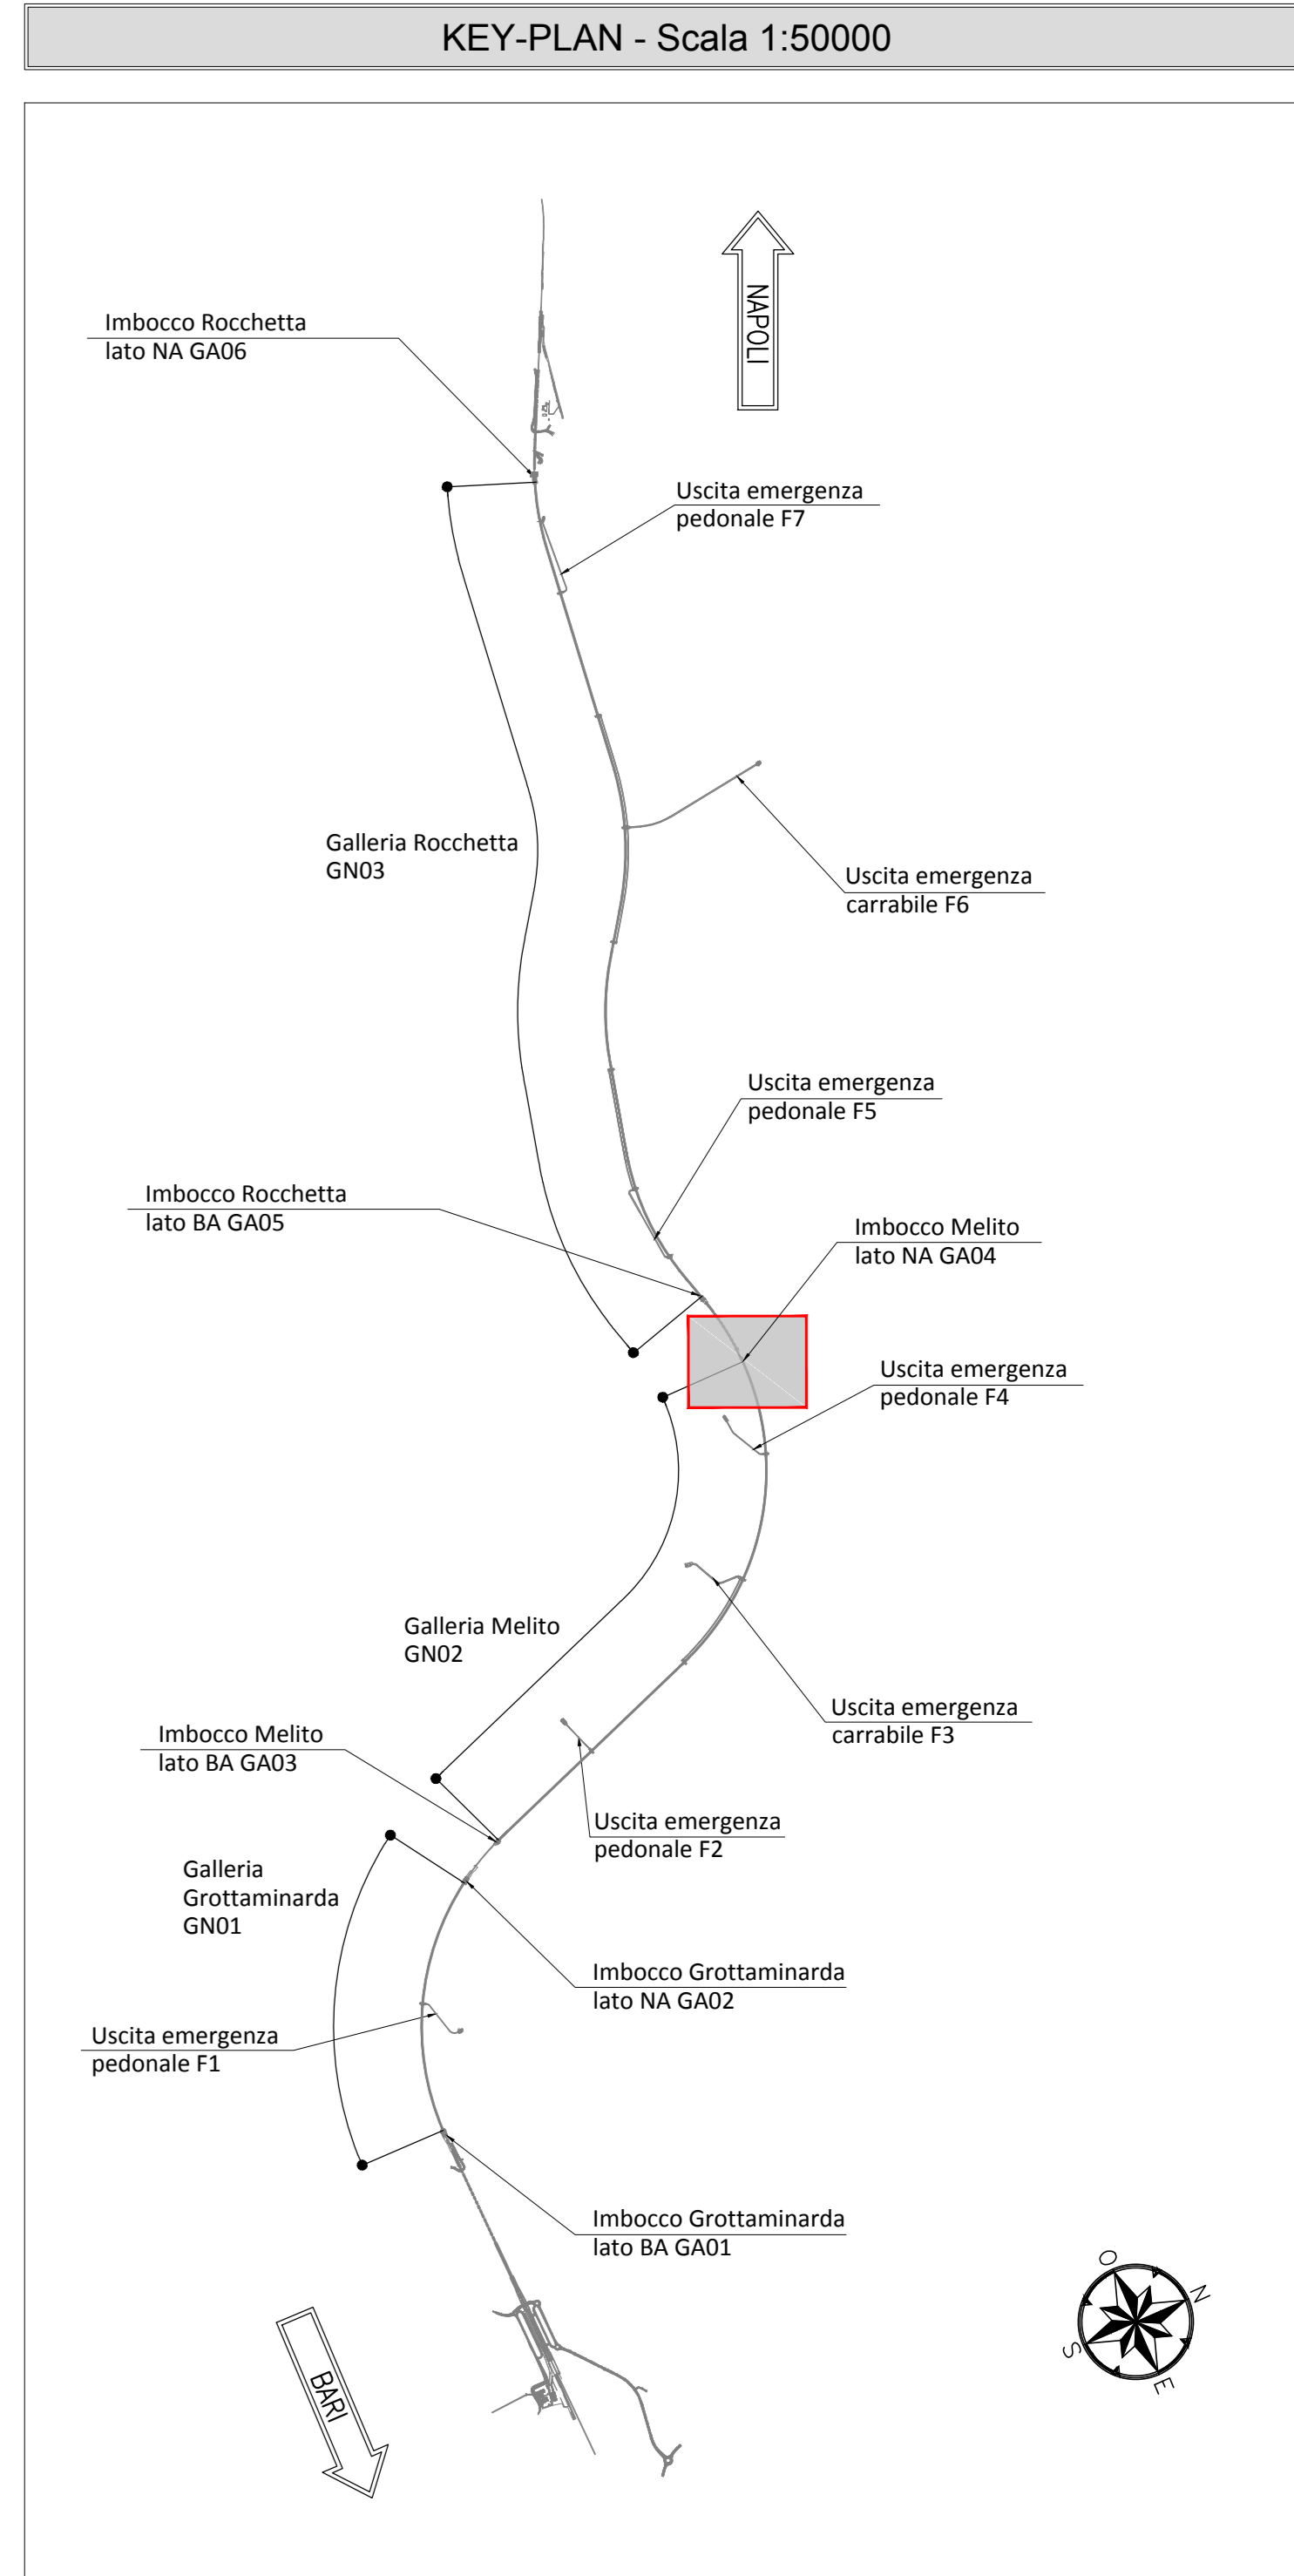 KEY-PLAN - Scala 1:50000
NAPOLI
Imbocco Rocchetta
lato NA GA06
Uscita emergenza
pedonale F7
Galleria Rocchetta
GN03
Uscita emergenza
carrabile F6
Uscita emergenza
pedonale F5
Imbocco Rocchetta
lato BA GA05
Imbocco Melito
lato NA GA04
Uscita emergenza
pedonale F4
Galleria Melito
GN02
Uscita emergenza
carrabile F3
Imbocco Melito
lato BA GA03
Uscita emergenza
pedonale F2
Galleria
Grottaminarda
GN01
Imbocco Grottaminarda
lato NA GA02
Uscita emergenza
pedonale F1
Imbocco Grottaminarda
lato BA GA01
O
N
S
E
BARI